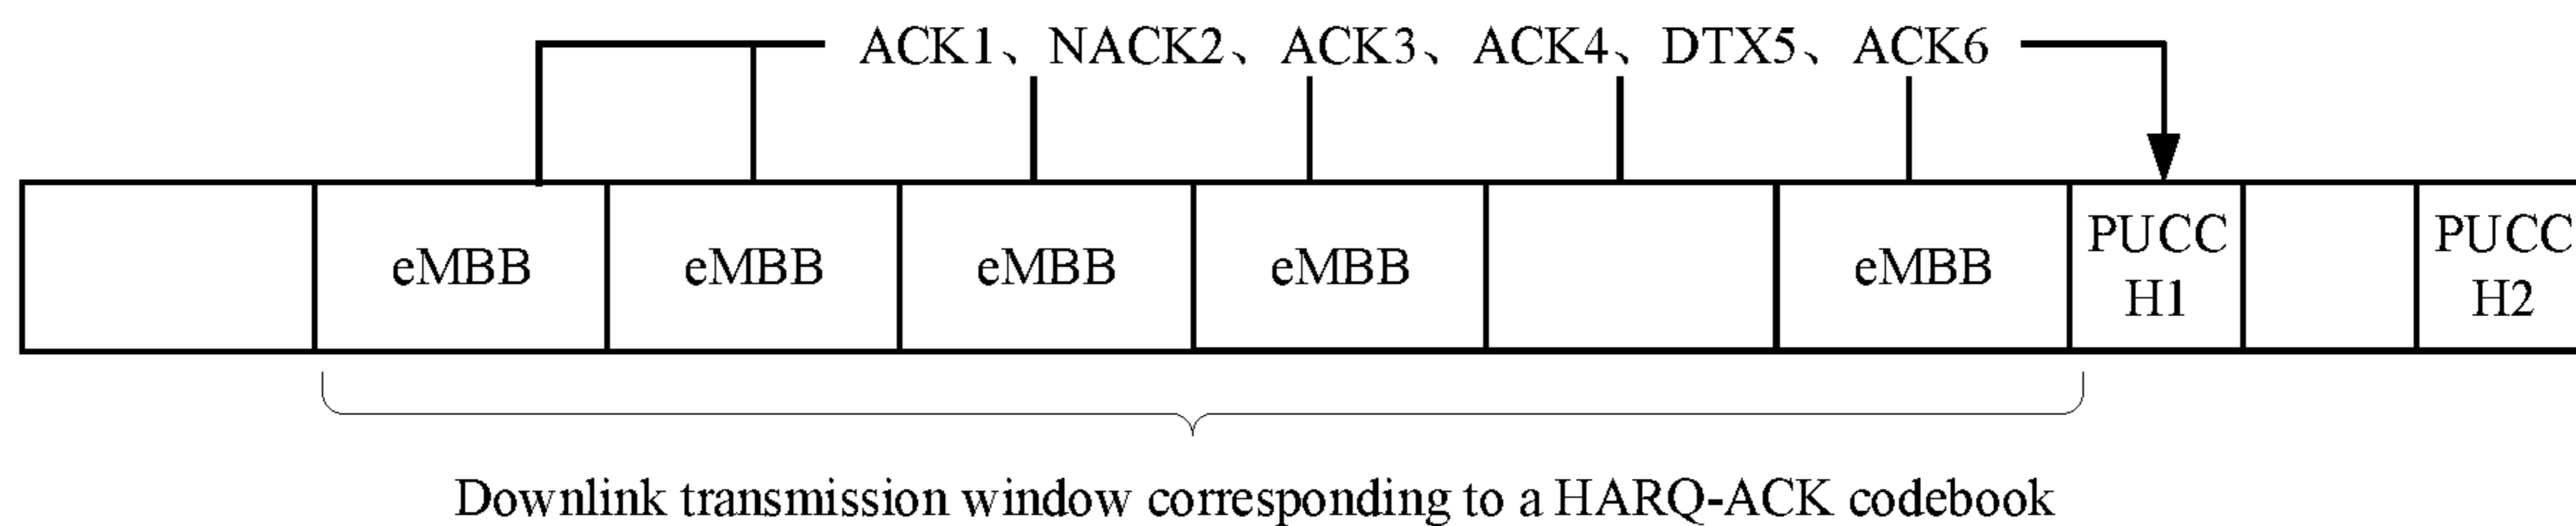 ACK1、NACK2、ACK3、ACK4、DTX5、ACK6
eMBB
eMBB
eMBB
eMBB
eMBB
PUCC
H1
PUCC
H2
Downlink transmission window corresponding to a HARQ-ACK codebook